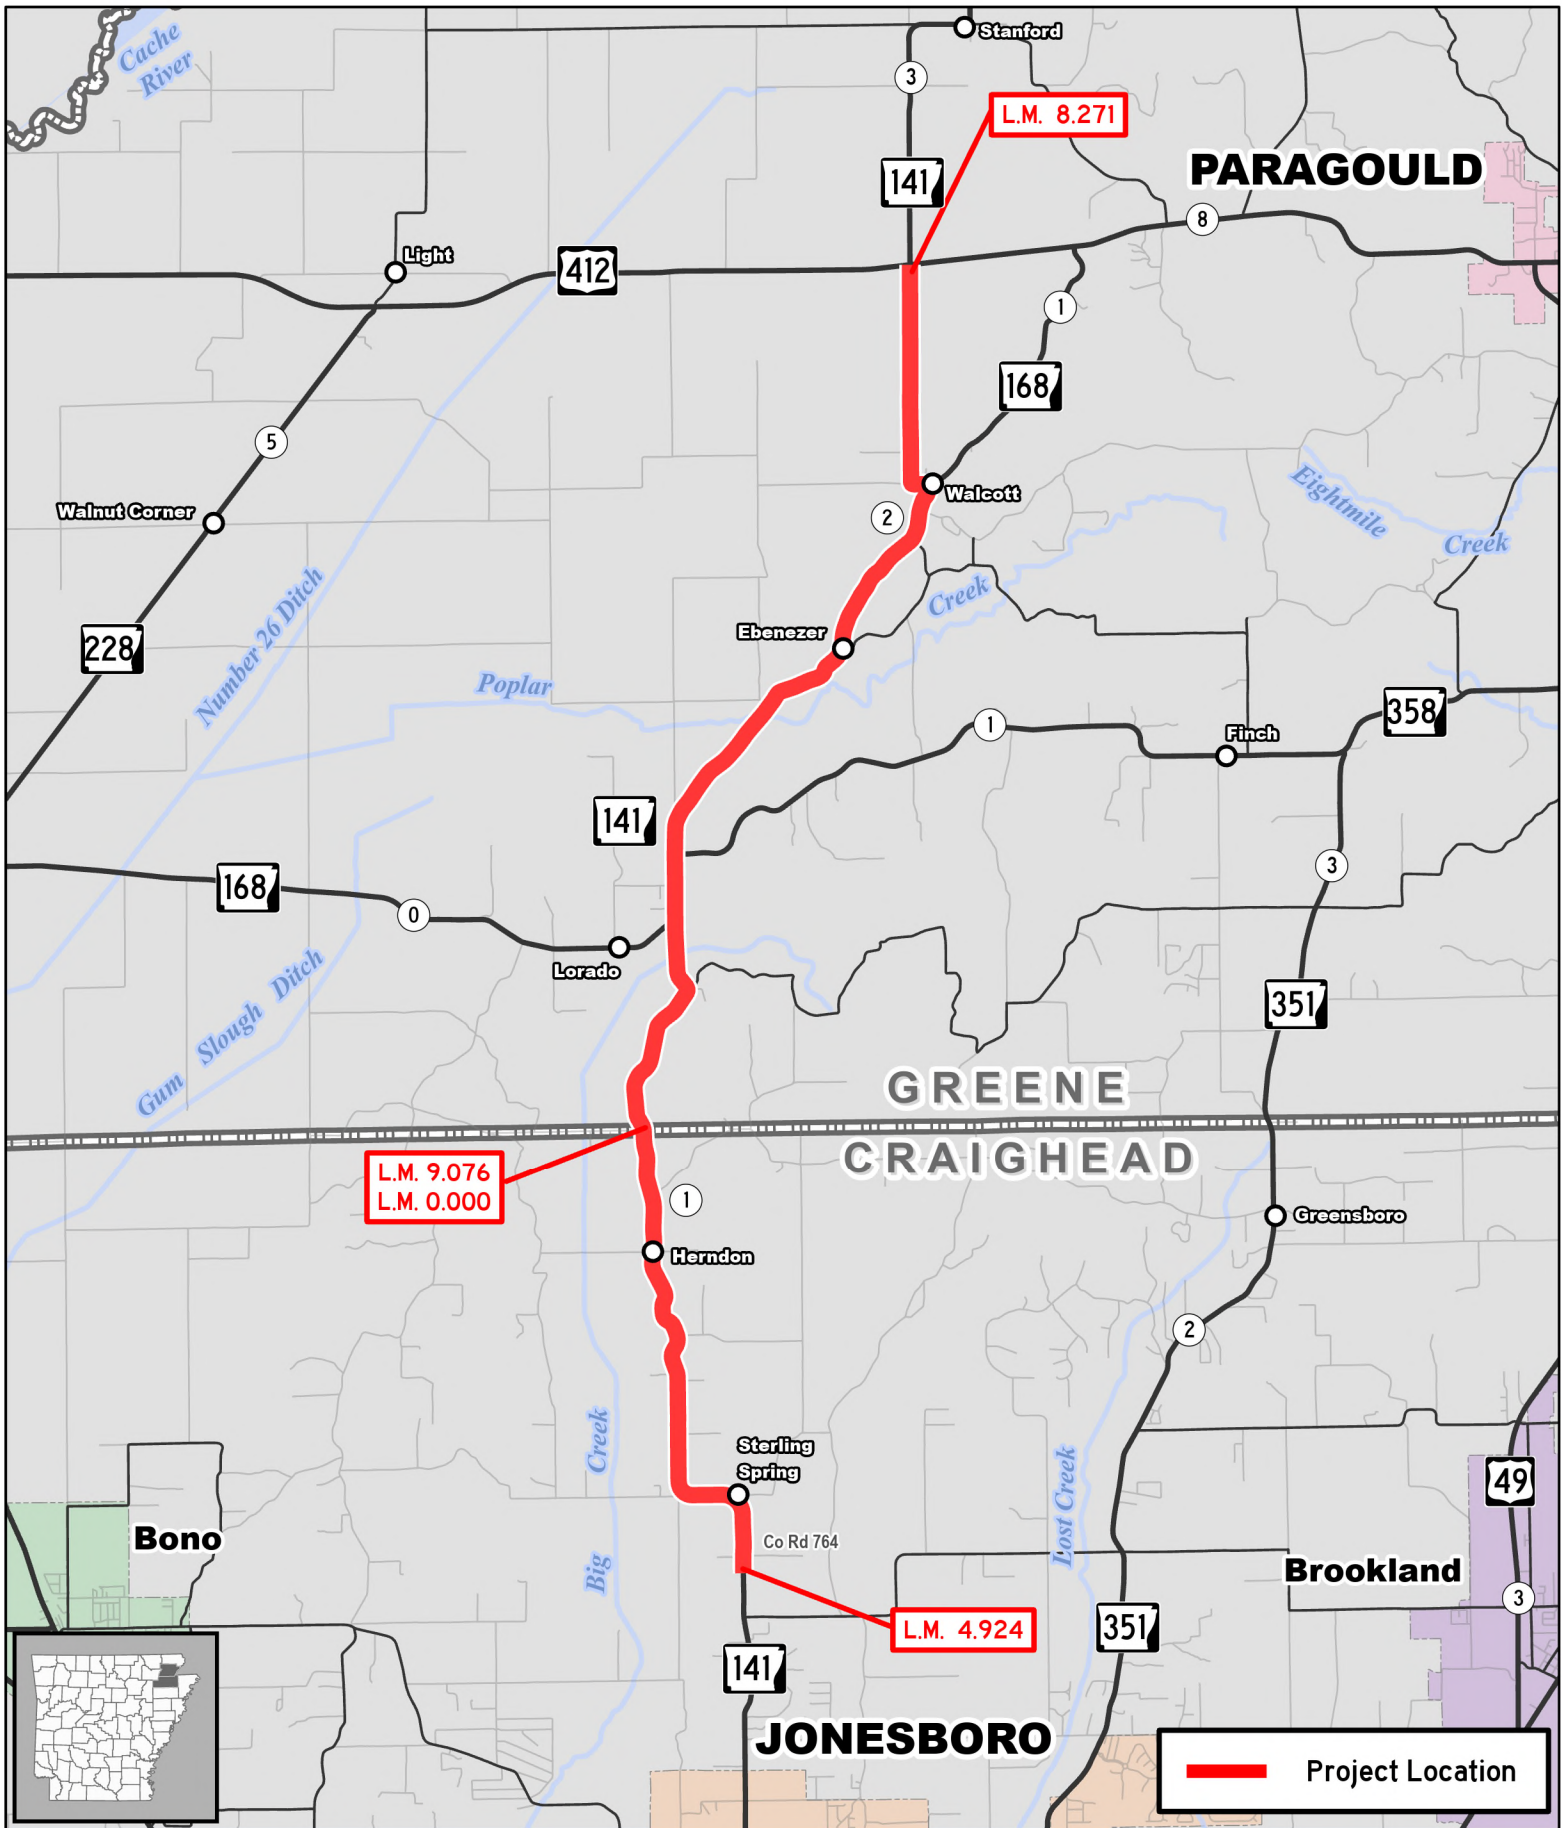 Cache
River
Stanford
3
L.M. 8.271
141
PARAGOULD
8
Light
412
1
168
5
Walnut Corner
Walcott
2
Eightmile
Creek
Number 26 Ditch
Creek
228
Ebenezer
Poplar
1
358
Finch
141
3
168
0
Lorado
Gum Slough Ditch
351
GREENE
CRAIGHEAD
L.M. 9.076
L.M. 0.000
1
Greensboro
Herndon
2
Sterling
Spring
Big Creek
Lost Creek
49
Bono
Co Rd 764
Brookland
3
L.M. 4.924
351
141
JONESBORO
Project Location